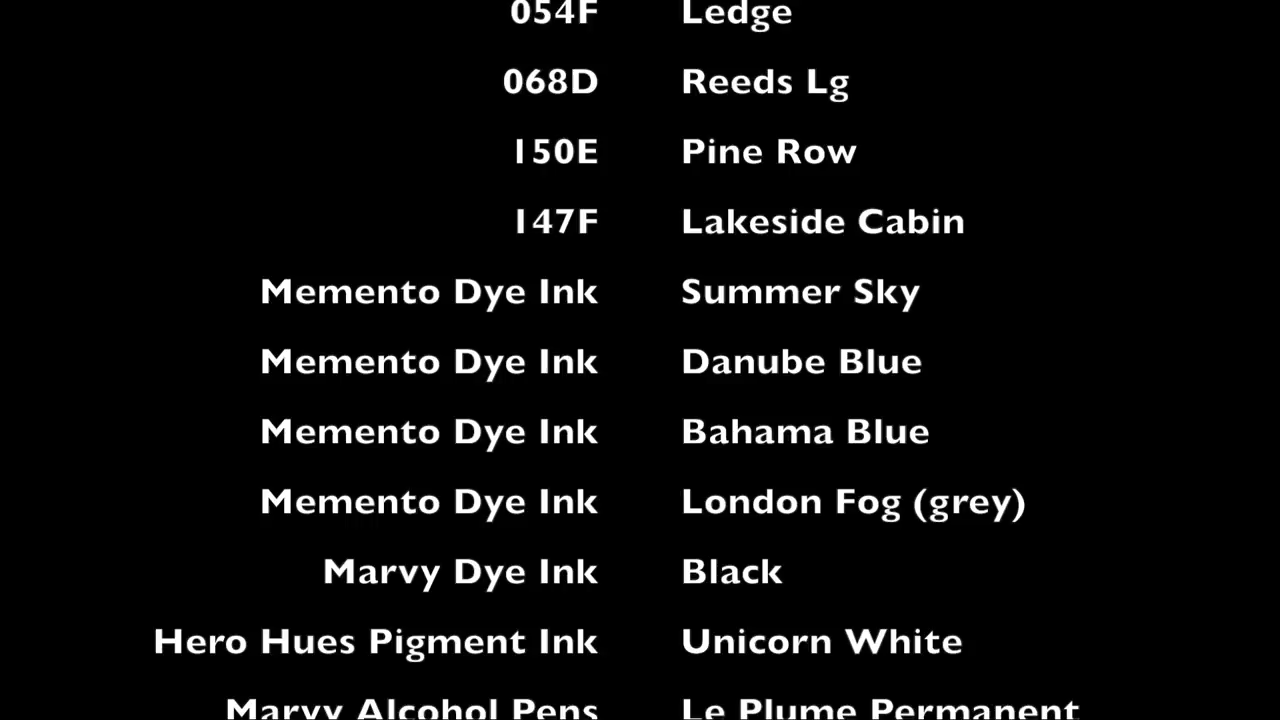 054F Ledge
068D Reeds Lg
150E Pine Row
147F Lakeside Cabin
Memento Dye Ink Summer Sky
Memento Dye Ink Danube Blue
Memento Dye Ink Bahama Blue
Memento Dye Ink London Fog (grey)
Marvy Dye Ink Black
Hero Hues Pigment Ink Unicorn White
Marvy Alcohol Pens Le Plume Permanent